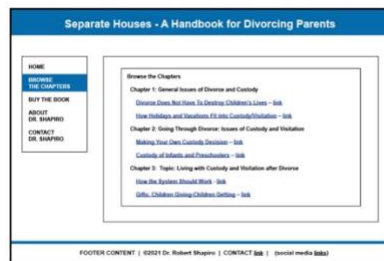 Separate Houses - A Handbook for Divorcing Parents
HOME
BROWSE
THE CHAPTERS
BUY THE BOOK
ABOUT
DR. SHAPIRO
CONTACT
DR. SHAPIRO
Browse the Chapters
Chapter 1: General Issues of Divorce and Custody
Divorce Does Not Have To Destroy Children's Lives – link
How Holidays and Vacations Fit into Custody/Visitation – link
Chapter 2: Going Through Divorce: Issues of Custody and Visitation
Making Your Own Custody Decision – link
Custody of Infants and Preschoolers – link
Chapter 3: Topic: Living with Custody and Visitation after Divorce
How the System Should Work - link
Gifts, Children Giving-Children Getting – link
FOOTER CONTENT | ©2021 Dr. Robert Shapiro | CONTACT link | (social media links)